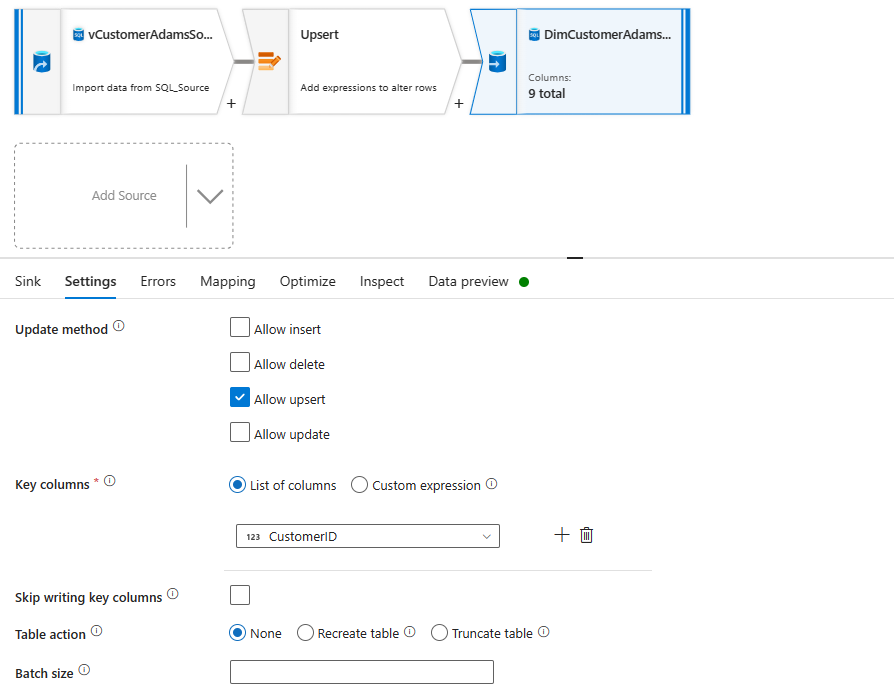 vCustomerAdamsSo...
Import data from SQL_Source
+
Upsert
Add expressions to alter rows
+
DimCustomerAdams...
Columns:
9 total
Add Source
Sink Settings Errors Mapping Optimize Inspect Data preview
Update method
Allow insert
Allow delete
Allow upsert
Allow update
Key columns *
List of columns Custom expression
123 CustomerID
Skip writing key columns
Table action
None Recreate table Truncate table
Batch size